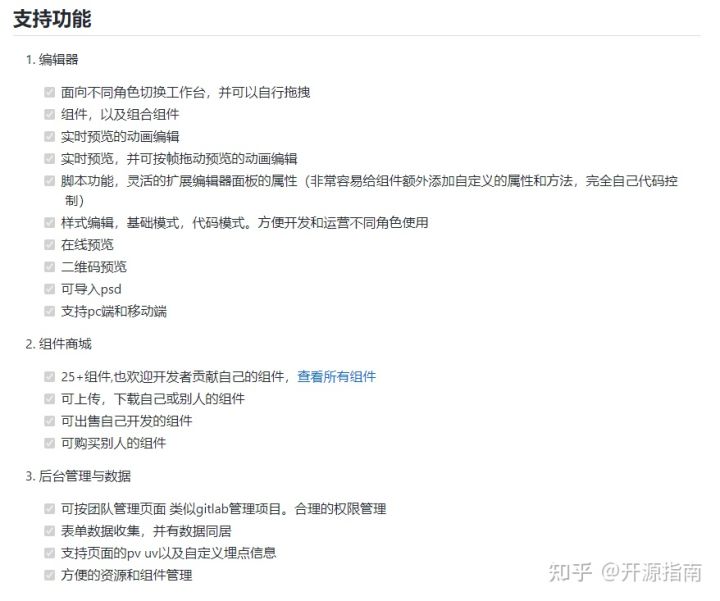 支持功能
1. 编辑器
面向不同角色切换工作台，并可以自行拖拽
组件，以及组合组件
实时预览的动画编辑
实时预览，并可按帧拖动预览的动画编辑
脚本功能，灵活的扩展编辑器面板的属性（非常容易给组件额外添加自定义的属性和方法，完全自己代码控
制）
样式编辑，基础模式，代码模式。方便开发和运营不同角色使用
在线预览
二维码预览
可导入psd
支持pc端和移动端
2. 组件商城
25+组件,也欢迎开发者贡献自己的组件，查看所有组件
可上传，下载自己或别人的组件
可出售自己开发的组件
可购买别人的组件
3. 后台管理与数据
可按团队管理页面 类似gitlab管理项目。合理的权限管理
表单数据收集，并有数据同居
支持页面的pv uv以及自定义埋点信息
方便的资源和组件管理
知乎 @开源指南